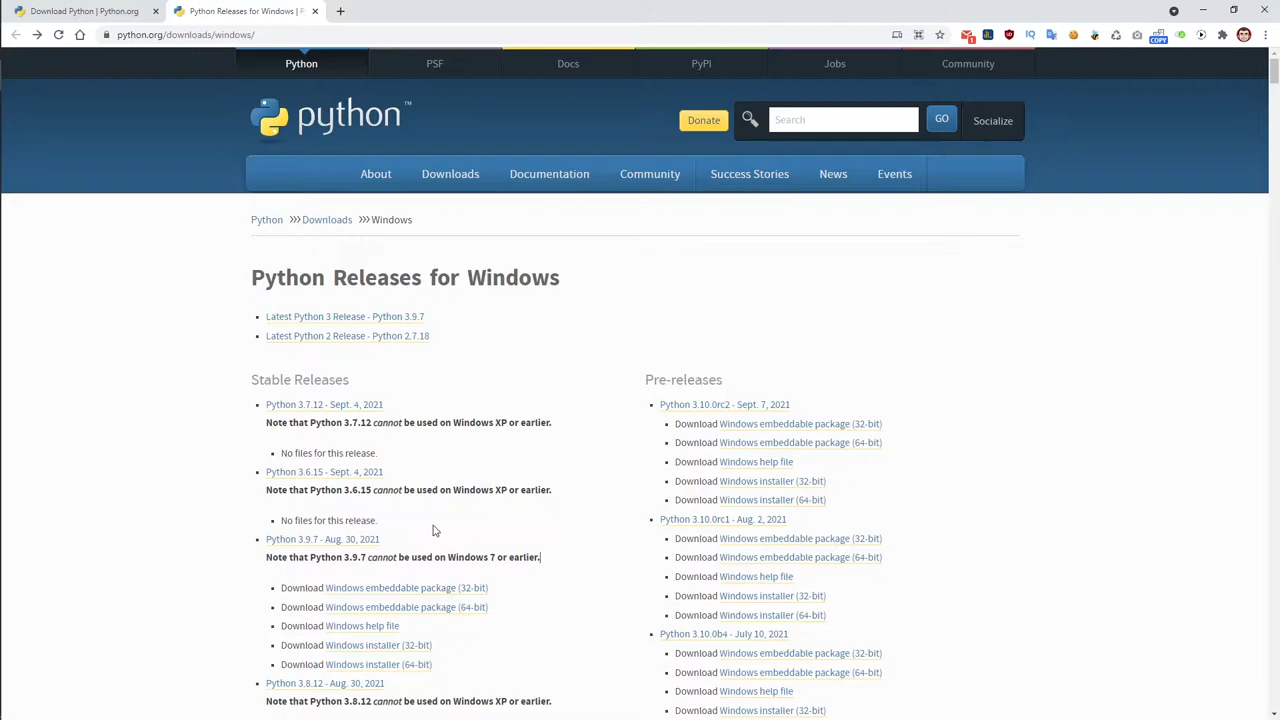 Download Python | Python.org
Python Releases for Windows | P
python.org/downloads/windows/
Python
PSF
Docs
PyPI
Jobs
Community
python™
Donate
Search
GO
Socialize
About
Downloads
Documentation
Community
Success Stories
News
Events
Python >>> Downloads >>> Windows
Python Releases for Windows
Latest Python 3 Release - Python 3.9.7
Latest Python 2 Release - Python 2.7.18
Stable Releases
Python 3.7.12 - Sept. 4, 2021
Note that Python 3.7.12 cannot be used on Windows XP or earlier.
No files for this release.
Python 3.6.15 - Sept. 4, 2021
Note that Python 3.6.15 cannot be used on Windows XP or earlier.
No files for this release.
Python 3.9.7 - Aug. 30, 2021
Note that Python 3.9.7 cannot be used on Windows 7 or earlier.
Download Windows embeddable package (32-bit)
Download Windows embeddable package (64-bit)
Download Windows help file
Download Windows installer (32-bit)
Download Windows installer (64-bit)
Python 3.8.12 - Aug. 30, 2021
Note that Python 3.8.12 cannot be used on Windows XP or earlier.
Pre-releases
Python 3.10.0rc2 - Sept. 7, 2021
Download Windows embeddable package (32-bit)
Download Windows embeddable package (64-bit)
Download Windows help file
Download Windows installer (32-bit)
Download Windows installer (64-bit)
Python 3.10.0rc1 - Aug. 2, 2021
Download Windows embeddable package (32-bit)
Download Windows embeddable package (64-bit)
Download Windows help file
Download Windows installer (32-bit)
Download Windows installer (64-bit)
Python 3.10.0b4 - July 10, 2021
Download Windows embeddable package (32-bit)
Download Windows embeddable package (64-bit)
Download Windows help file
Download Windows installer (32-bit)